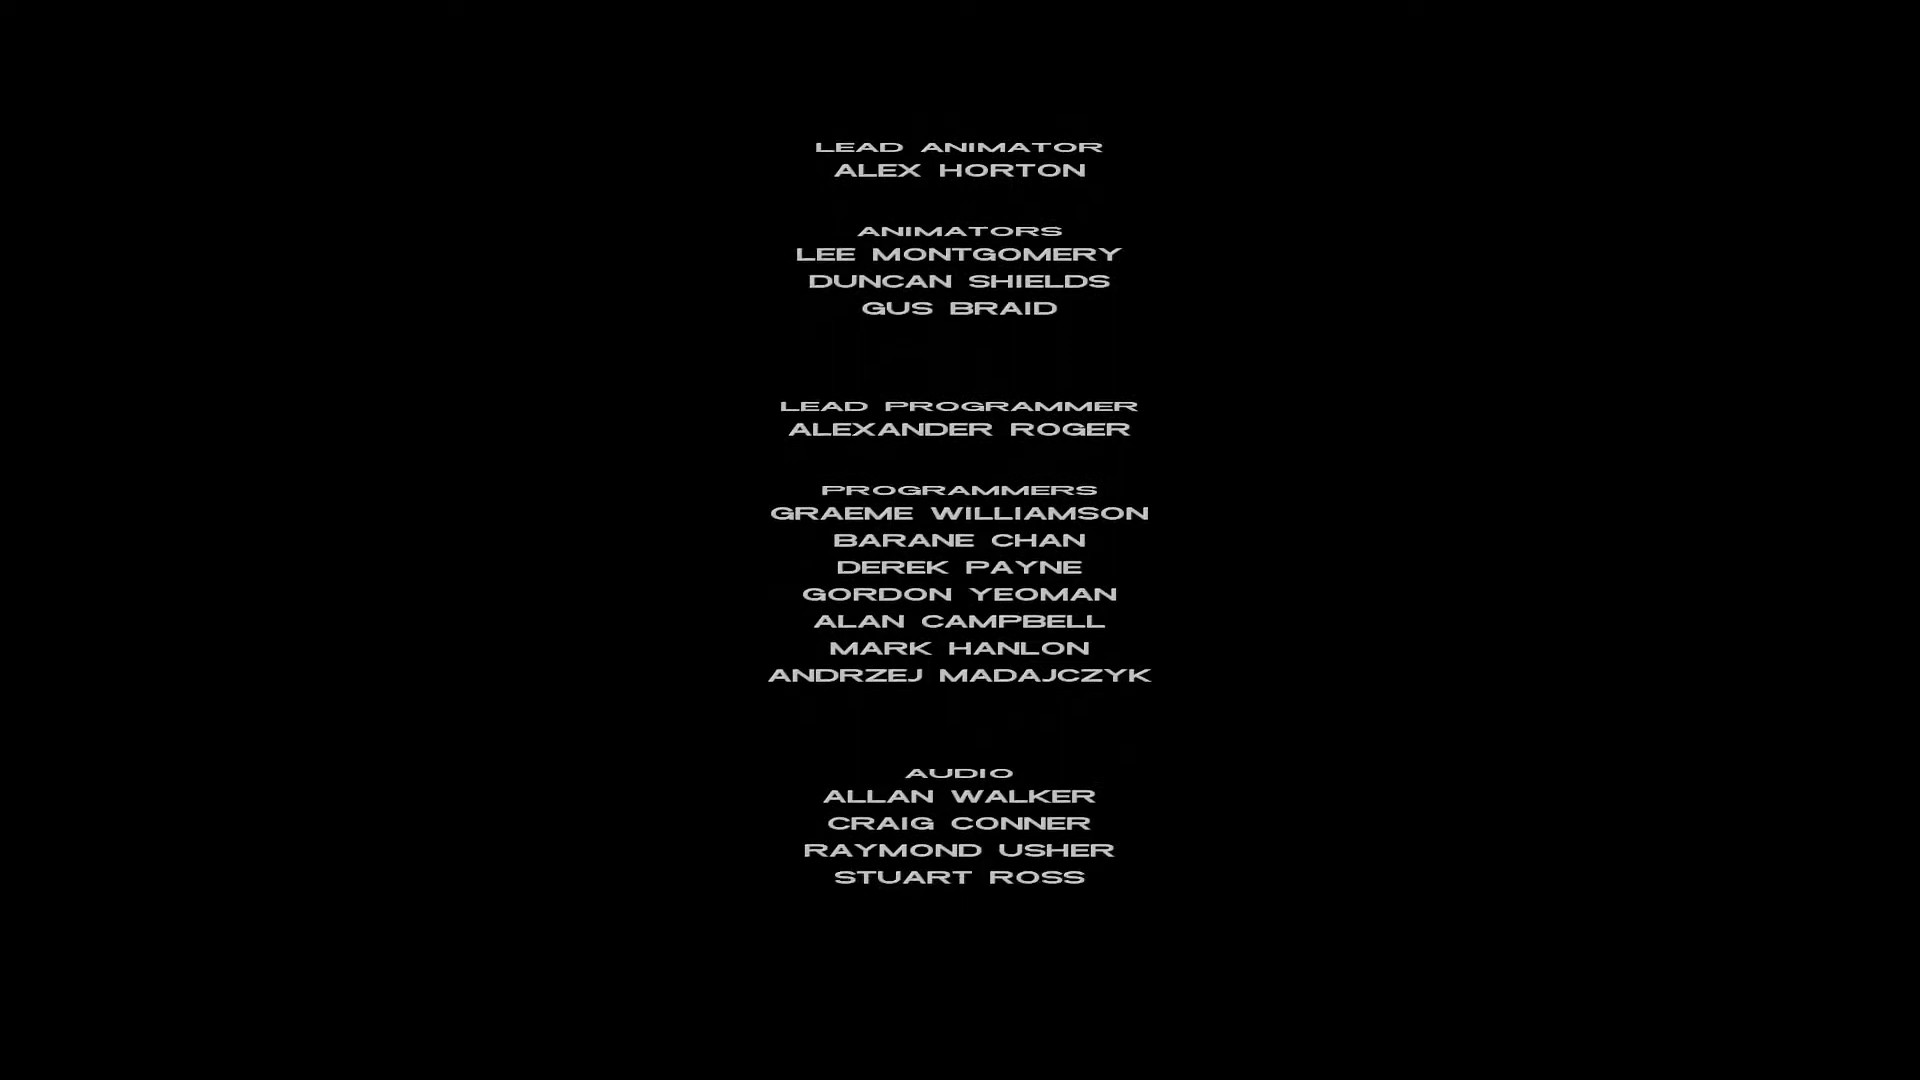 LEAD ANIMATOR
ALEX HORTON
ANIMATORS
LEE MONTGOMERY
DUNCAN SHIELDS
GUS BRAID
LEAD PROGRAMMER
ALEXANDER ROGER
PROGRAMMERS
GRAEME WILLIAMSON
BARANE CHAN
DEREK PAYNE
GORDON YEOMAN
ALAN CAMPBELL
MARK HANLON
ANDRZEJ MADAJCZYK
AUDIO
ALLAN WALKER
CRAIG CONNER
RAYMOND USHER
STUART ROSS